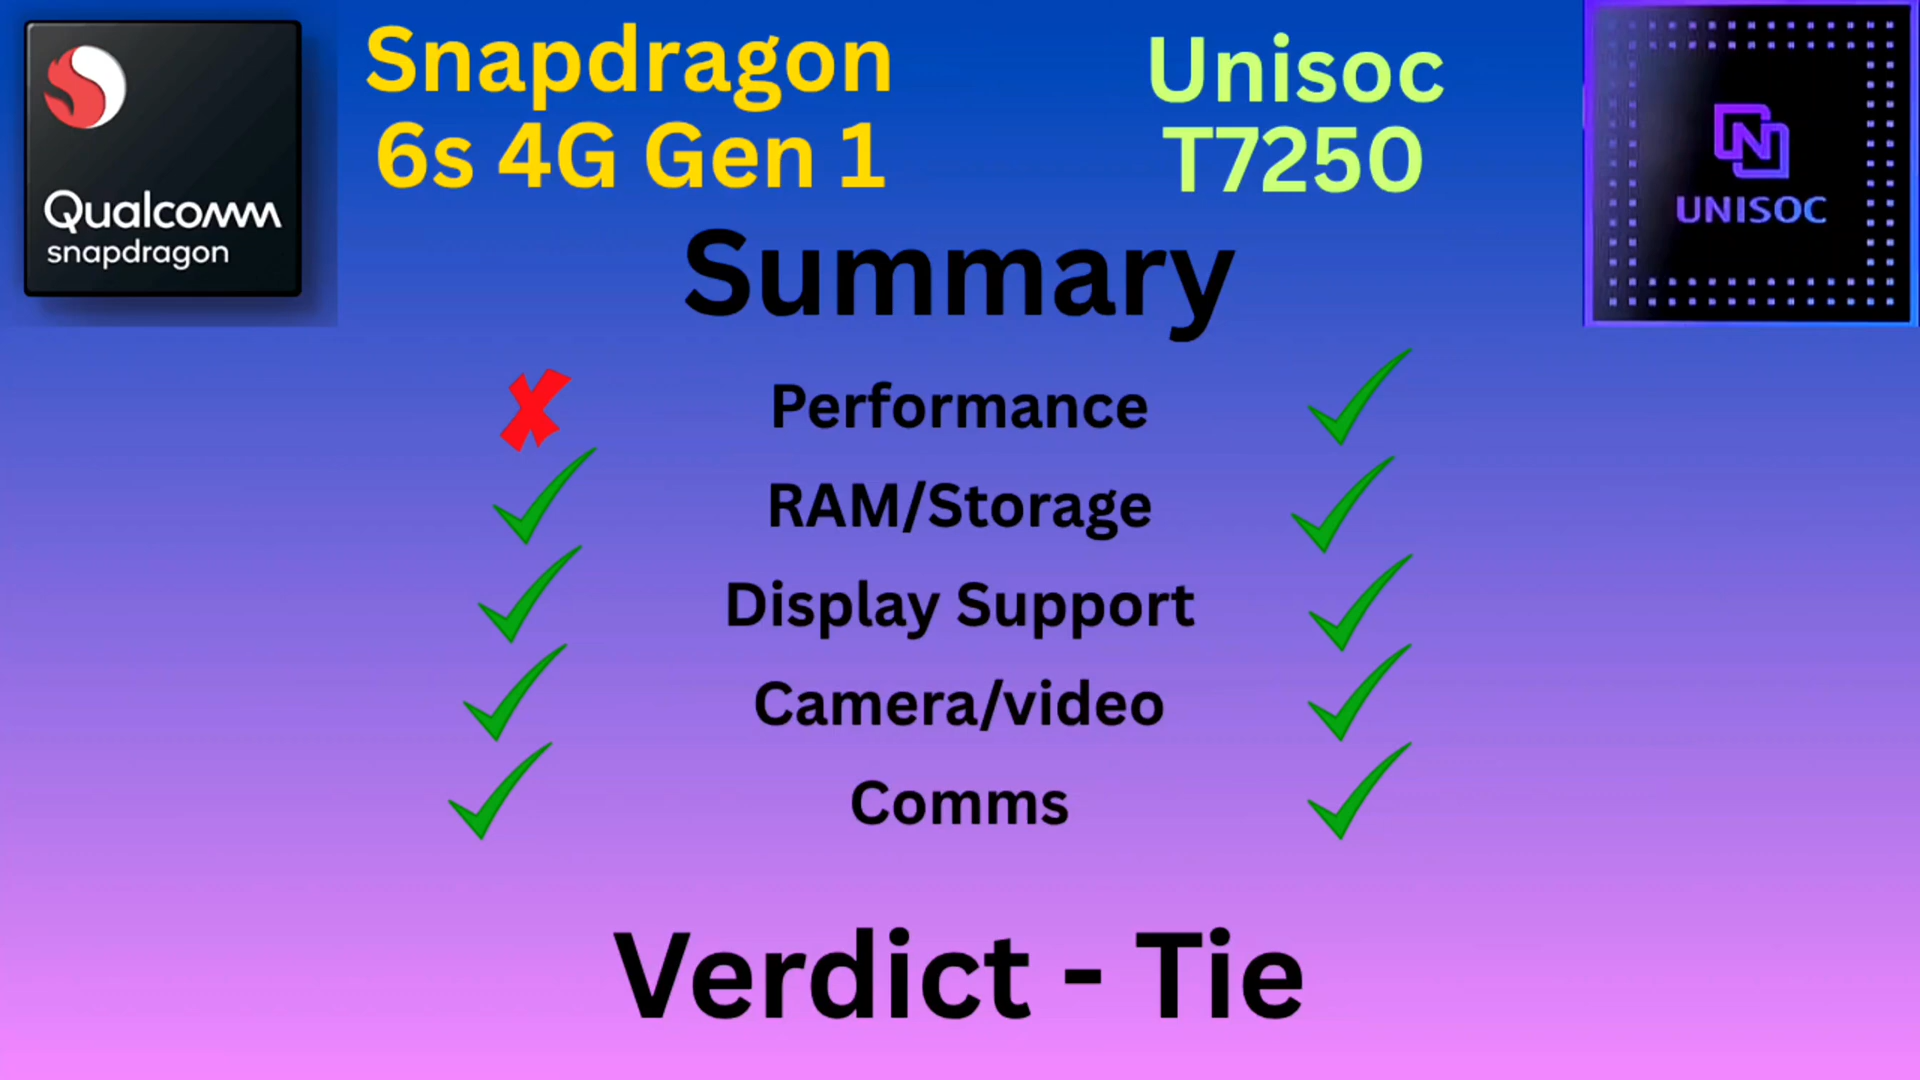 Snapdragon
6s 4G Gen 1
Unisoc
T7250
Qualcomm
snapdragon
UNISOC
Summary
Performance
RAM/Storage
Display Support
Camera/video
Comms
Verdict - Tie